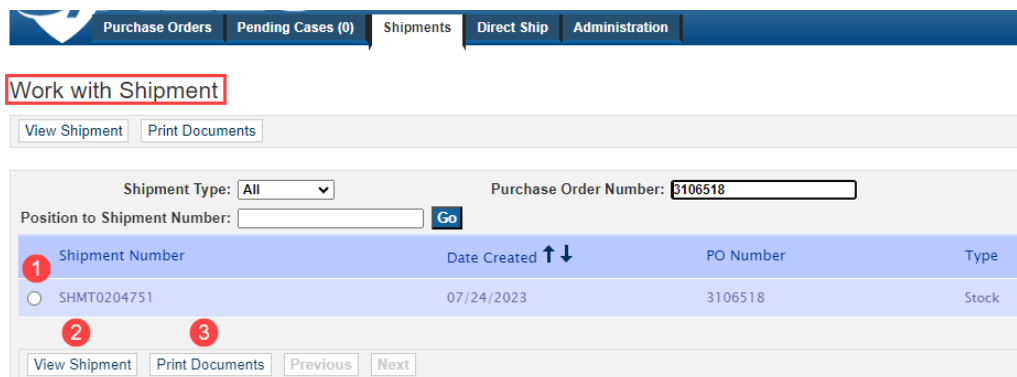 Purchase Orders Pending Cases (0) Shipments Direct Ship Administration
Work with Shipment
View Shipment Print Documents
Shipment Type: All Purchase Order Number: 3106518
Position to Shipment Number: Go
Shipment Number Date Created PO Number Type
1
SHMT0204751 07/24/2023 3106518 Stock
2 3
View Shipment Print Documents Previous Next